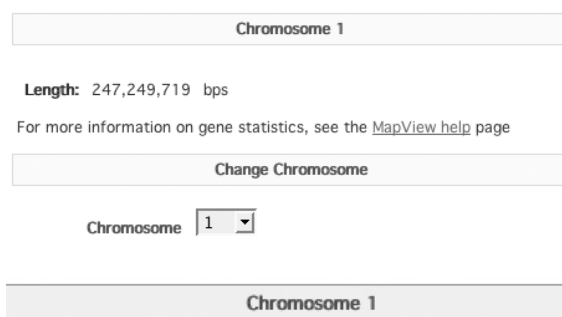 Chromosome 1
Length: 247,249,719 bps
For more information on gene statistics, see the MapView help page
Change Chromosome
Chromosome 1
Chromosome 1